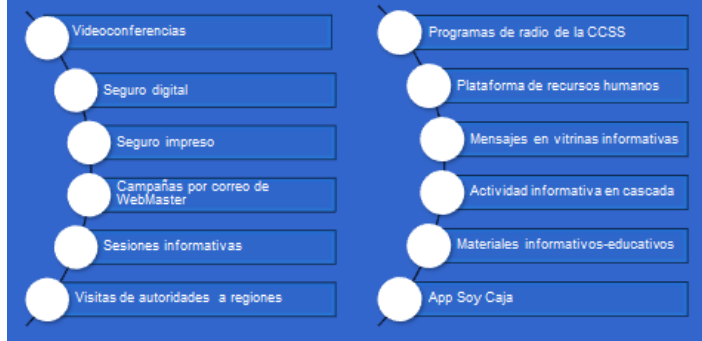 Videoconferencias
Seguro digital
Seguro impreso
Campañas por correo de
WebMaster
Sesiones informativas
Visitas de autoridades a regiones
Programas de radio de la CCSS
Plataforma de recursos humanos
Mensajes en vitrinas informativas
Actividad informativa en cascada
Materiales informativos-educativos
App Soy Caja